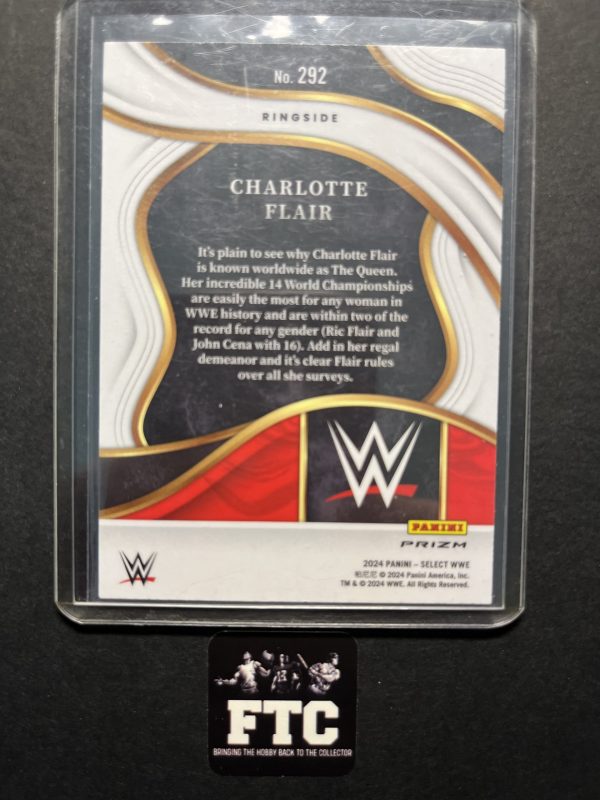 No. 292
RINGSIDE
CHARLOTTE
FLAIR
It's plain to see why Charlotte Flair
is known worldwide as The Queen.
Her incredible 14 World Championships
are easily the most for any woman in
WWE history and are within two of the
record for any gender (Ric Flair and
John Cena with 16). Add in her regal
demeanor and it's clear Flair rules
over all she surveys.
W
PANINI
PRIZM
W
2024 PANINI – SELECT WWE
帕尼尼 © 2024 Panini America, Inc.
TM & © 2024 WWE. All Rights Reserved.
FTC
BRINGING THE HOBBY BACK TO THE COLLECTOR